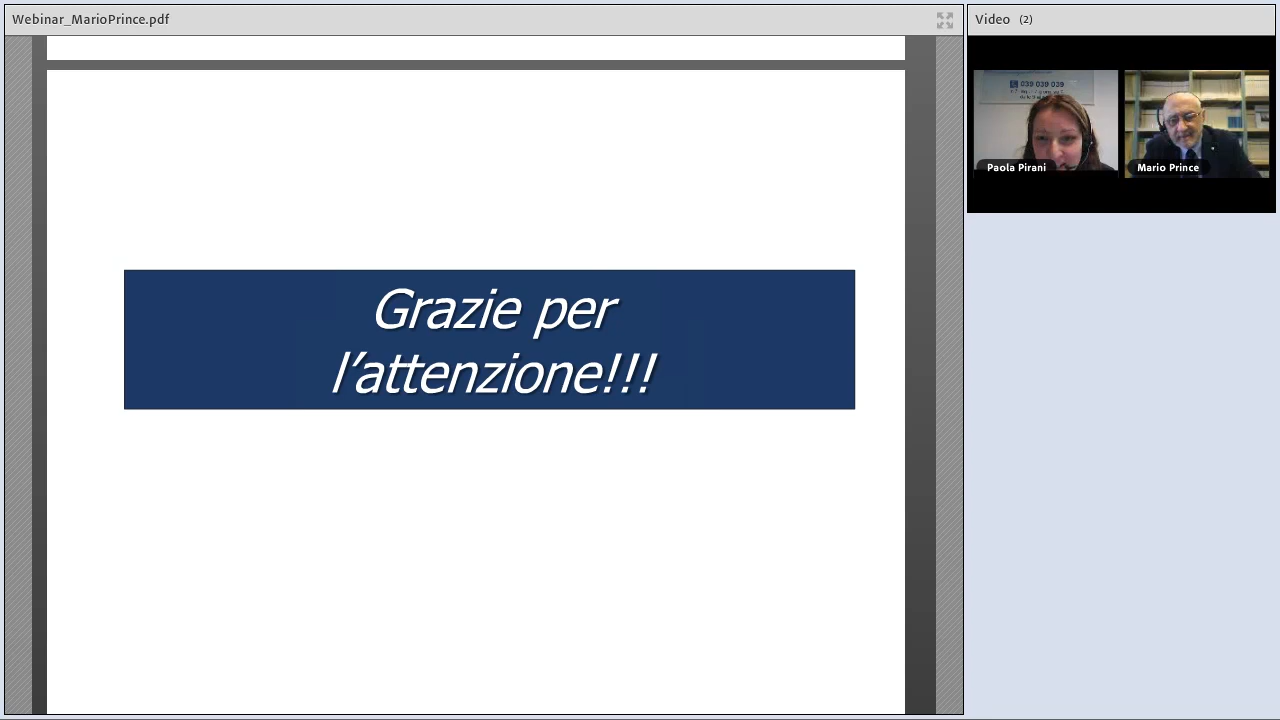 Webinar_MarioPrince.pdf
Video (2)
039 039 039
Paola Pirani
Mario Prince
Grazie per
l'attenzione!!!